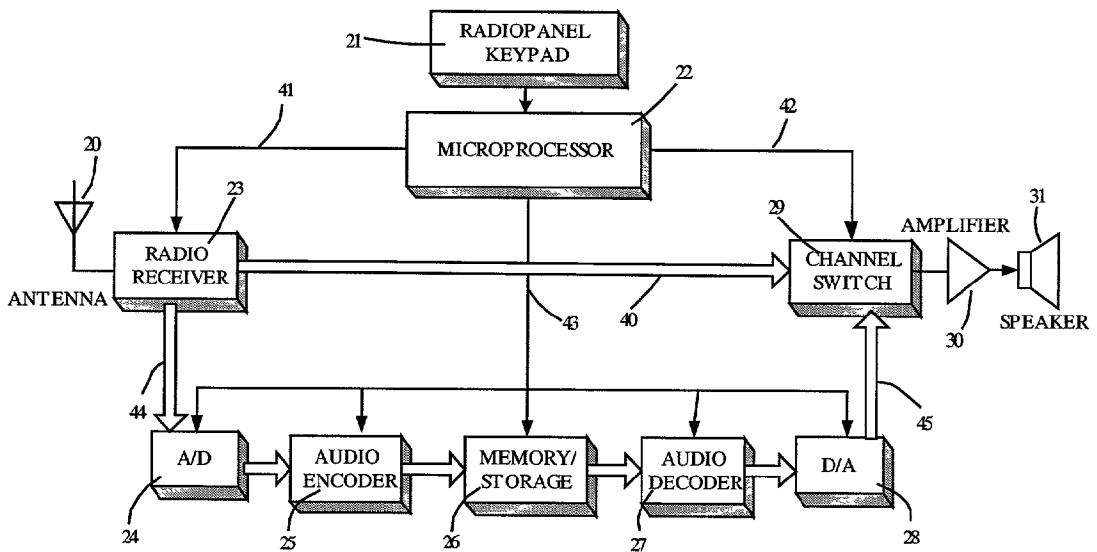 RADIOPANEL
KEYPAD
21
22
MICROPROCESSOR
41
42
20
23
RADIO
RECEIVER
ANTENNA
29
CHANNEL
SWITCH
AMPLIFIER
31
30
SPEAKER
43
40
44
45
A/D
AUDIO
ENCODER
MEMORY/
STORAGE
AUDIO
DECODER
D/A
24
25
26
27
28